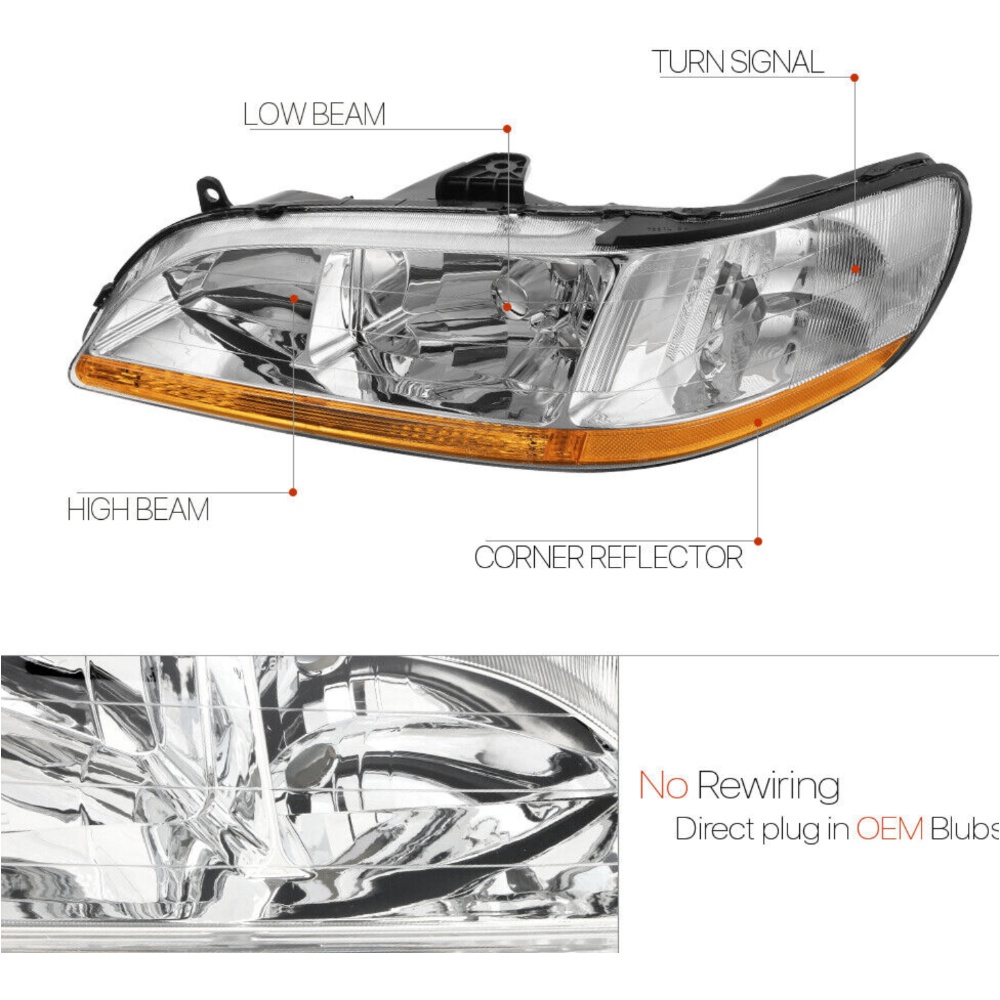 TURN SIGNAL
LOW BEAM
HIGH BEAM
CORNER REFLECTOR
No Rewiring
Direct plug in OEM Blubs